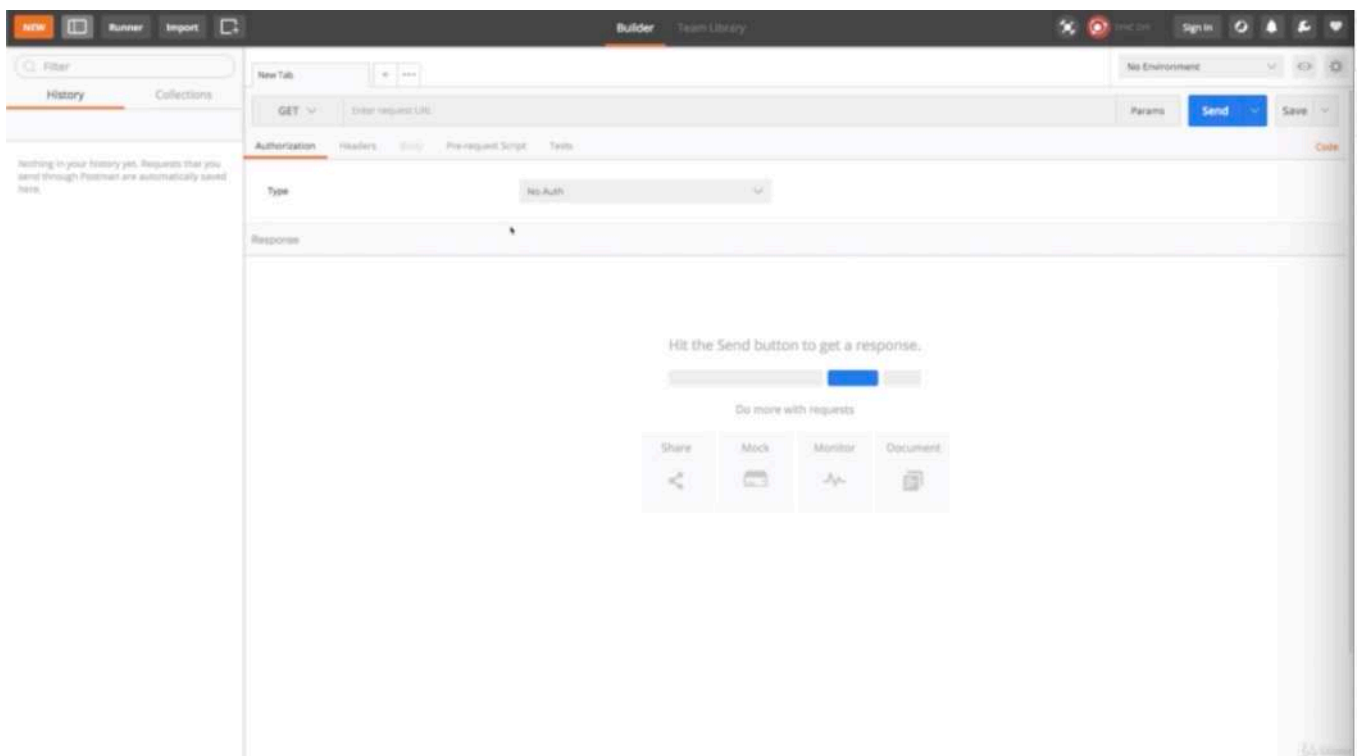 NEW Runner Import Builder Team Library Sign In
Filter
History Collections
Nothing in your history yet. Requests that you
send through Postman are automatically saved
here.
New Tab No Environment
GET Enter request URL Params Send Save
Authorization Headers Body Pre-request Script Tests Code
Type No Auth
Response
Hit the Send button to get a response.
Do more with requests
Share Mock Monitor Document